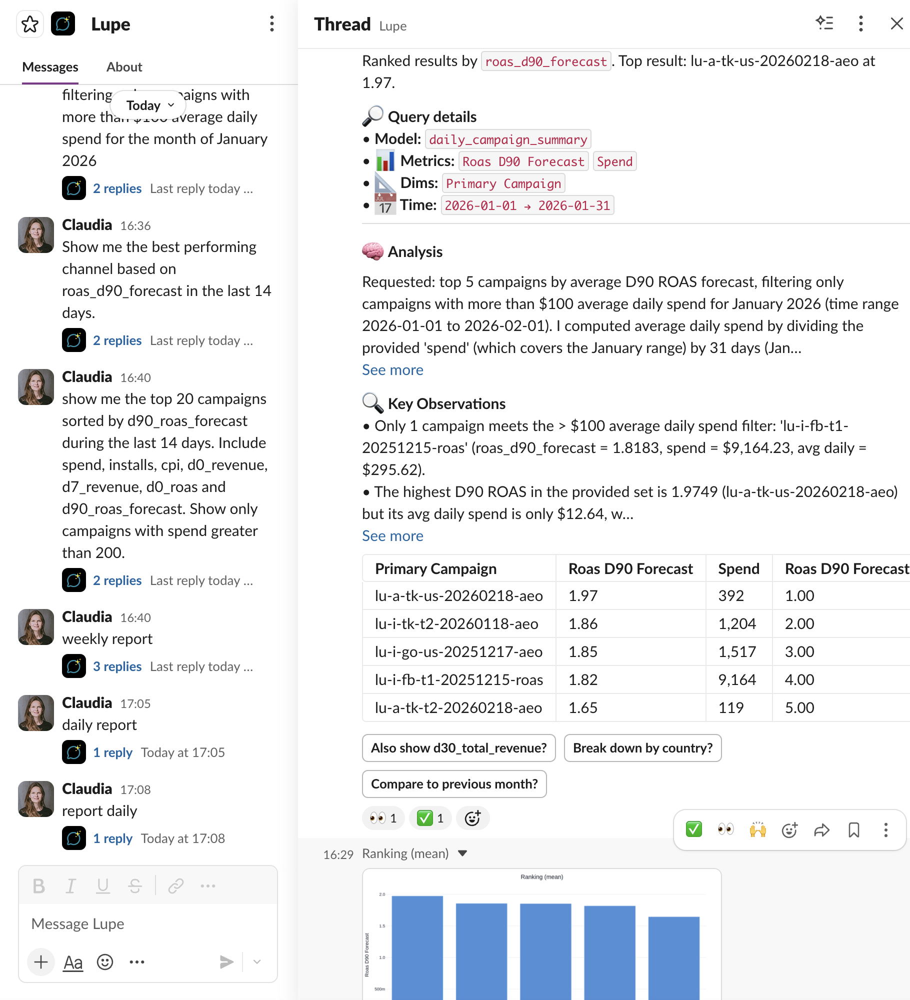 Lupe
Messages
About
filtering
aigns with
Today
more than $100 average daily
spend for the month of January
2026
2 replies Last reply today ...
Claudia 16:36
Show me the best performing
channel based on
roas_d90_forecast in the last 14
days.
2 replies Last reply today ...
Claudia 16:40
show me the top 20 campaigns
sorted by d90_roas_forecast
during the last 14 days. Include
spend, installs, cpi, d0_revenue,
d7_revenue, d0_roas and
d90_roas_forecast. Show only
campaigns with spend greater
than 200.
2 replies Last reply today ...
Claudia 16:40
weekly report
3 replies Last reply today ...
Claudia 17:05
daily report
1 reply Today at 17:05
Claudia 17:08
report daily
1 reply Today at 17:08
B I U S
Message Lupe
Aa
Thread Lupe
Ranked results by roas_d90_forecast. Top result: lu-a-tk-us-20260218-aeo at
1.97.
Query details
• Model: daily_campaign_summary
• Metrics: Roas D90 Forecast Spend
• Dims: Primary Campaign
JUL
17
• Time: 2026-01-01 → 2026-01-31
Analysis
Requested: top 5 campaigns by average D90 ROAS forecast, filtering only
campaigns with more than $100 average daily spend for January 2026 (time range
2026-01-01 to 2026-02-01). I computed average daily spend by dividing the
provided 'spend' (which covers the January range) by 31 days (Jan...
See more
Key Observations
• Only 1 campaign meets the > $100 average daily spend filter: 'lu-i-fb-t1-
20251215-roas' (roas_d90_forecast = 1.8183, spend = $9,164.23, avg daily =
$295.62).
• The highest D90 ROAS in the provided set is 1.9749 (lu-a-tk-us-20260218-aeo)
but its avg daily spend is only $12.64, w...
See more
Primary Campaign Roas D90 Forecast Spend Roas D90 Forecast
lu-a-tk-us-20260218-aeo 1.97 392 1.00
lu-i-tk-t2-20260118-aeo 1.86 1,204 2.00
lu-i-go-us-20251217-aeo 1.85 1,517 3.00
lu-i-fb-t1-20251215-roas 1.82 9,164 4.00
lu-a-tk-t2-20260218-aeo 1.65 119 5.00
Also show d30_total_revenue? Break down by country?
Compare to previous month?
1 1
16:29 Ranking (mean)
Ranking (mean)
2.0
1.5
1.0
500m
Roas D90 Forecast